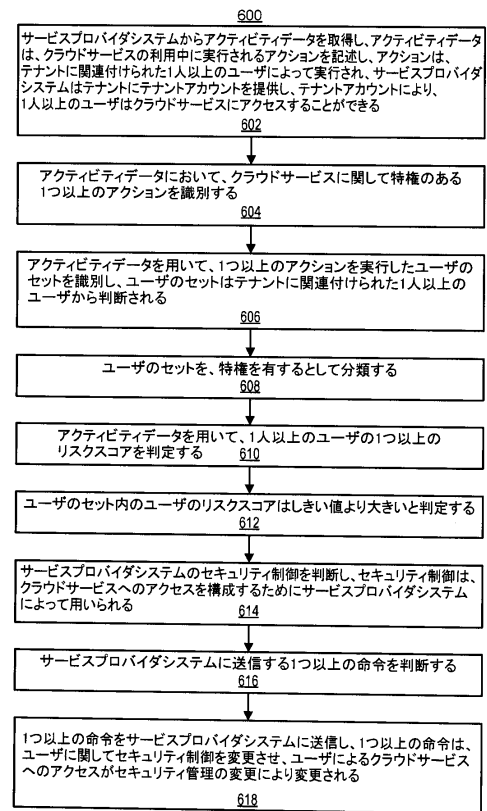 600
サービスプロバイダシステムからアクティビティデータを取得し、アクティビティデータ
は、クラウドサービスの利用中に実行されるアクションを記述し、アクションは、
テナントに関連付けられた1人以上のユーザによって実行され、サービスプロバイダ
システムはテナントにテナントアカウントを提供し、テナントアカウントにより、
1人以上のユーザはクラウドサービスにアクセスすることができる
602
アクティビティデータにおいて、クラウドサービスに関して特権のある
1つ以上のアクションを識別する
604
アクティビティデータを用いて、1つ以上のアクションを実行したユーザの
セットを識別し、ユーザのセットはテナントに関連付けられた1人以上の
ユーザから判断される
606
ユーザのセットを、特権を有するとして分類する
608
アクティビティデータを用いて、1人以上のユーザの1つ以上の
リスクスコアを判定する 610
ユーザのセット内のユーザのリスクスコアはしきい値より大きいと判定する
612
サービスプロバイダシステムのセキュリティ制御を判断し、セキュリティ制御は、
クラウドサービスへのアクセスを構成するためにサービスプロバイダシステム
によって用いられる 614
サービスプロバイダシステムに送信する1つ以上の命令を判断する
616
1つ以上の命令をサービスプロバイダシステムに送信し、1つ以上の命令は、
ユーザに関してセキュリティ制御を変更させ、ユーザによるクラウドサービス
へのアクセスがセキュリティ管理の変更により変更される
618